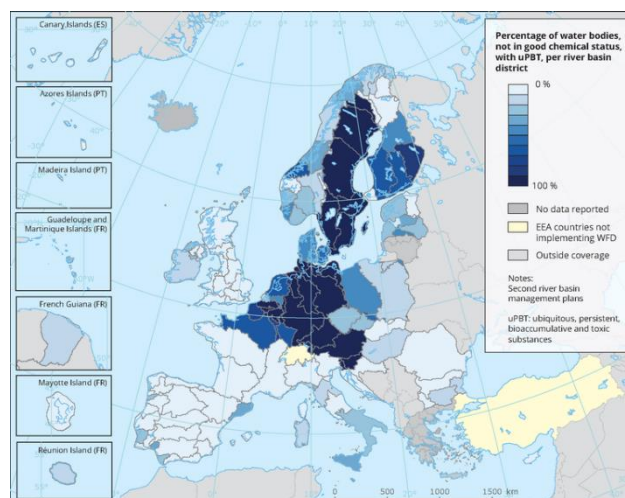 Canary Islands (ES)
Azores Islands (PT)
Madeira Island (PT)
Guadeloupe and
Martinique Islands (FR)
French Guiana (FR)
Mayotte Island (FR)
Réunion Island (FR)
Percentage of water bodies,
not in good chemical status,
with uPBT, per river basin
district
0 %
100 %
No data reported
EEA countries not
implementing WFD
Outside coverage
Notes:
Second river basin
management plans
uPBT: ubiquitous, persistent,
bioaccumulative and toxic
substances
0 500 1000 1500 km